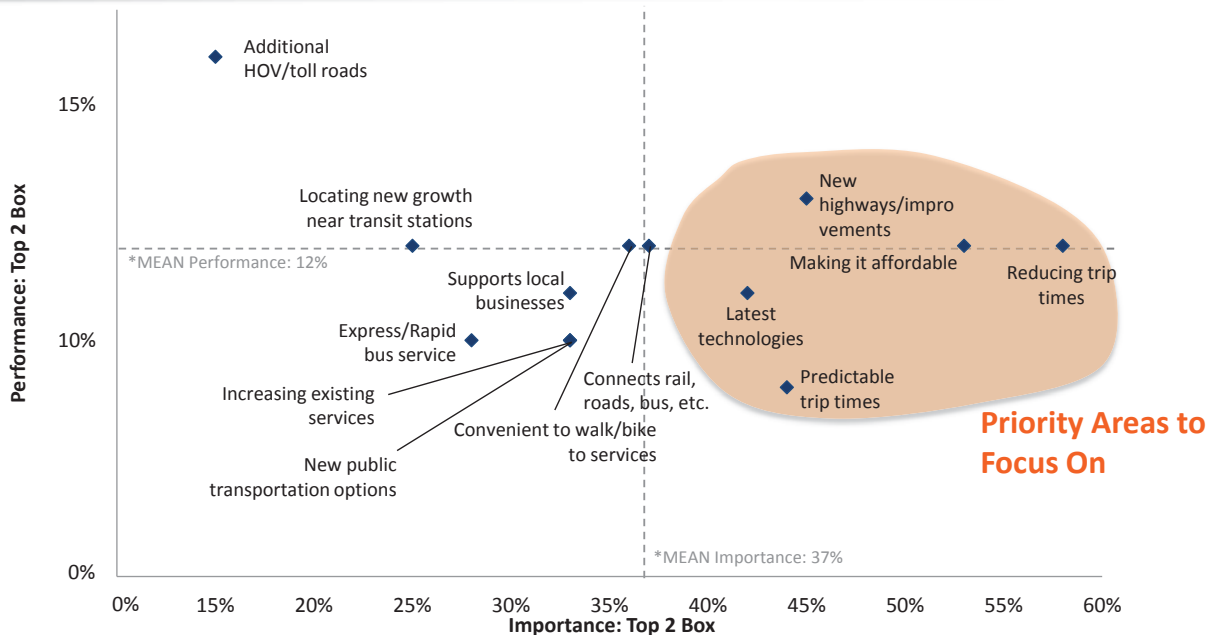 Additional
HOV/toll roads
15%
Locating new growth
near transit stations
New
highways/impro
vements
*MEAN Performance: 12%
Making it affordable
Reducing trip
times
Supports local
businesses
Latest
technologies
Express/Rapid
bus service
10%
Increasing existing
services
Connects rail,
roads, bus, etc.
Predictable
trip times
Convenient to walk/bike
to services
New public
transportation options
Priority Areas to
Focus On
*MEAN Importance: 37%
0%
0%
15%
20%
25%
30%
35%
40%
45%
50%
55%
60%
Importance: Top 2 Box
Performance: Top 2 Box